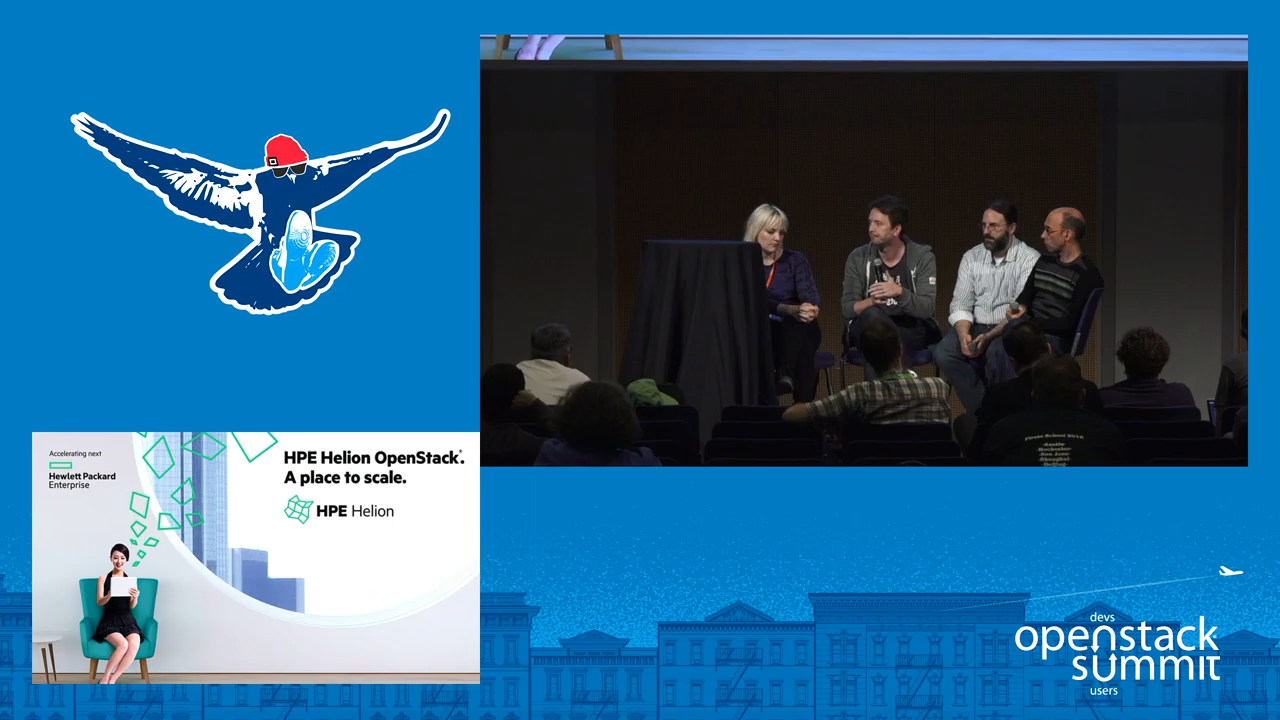 Accelerating next
Hewlett Packard
Enterprise
HPE Helion OpenStack®.
A place to scale.
HPE Helion
devs
openstack
summit
users